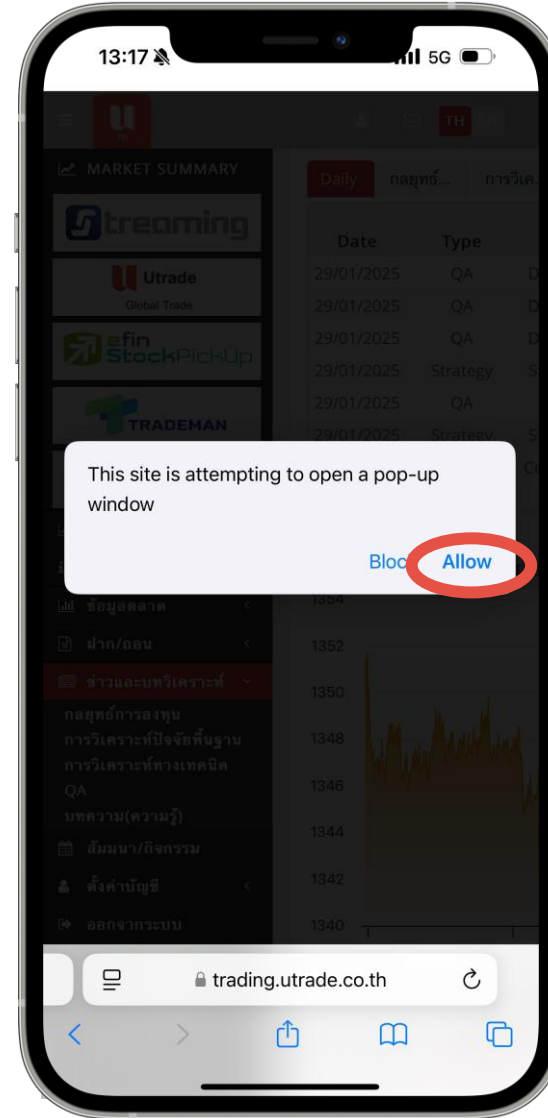 13:17
5G
U
TH
MARKET SUMMARY
Streaming
Utrade
Global Trade
efin
StockPickUp
TRADEMAN
ข้อมูลตลาด
ฝาก/ถอน
ข่าวและบทวิเคราะห์
กลยุทธ์การลงทุน
การวิเคราะห์ปัจจัยพื้นฐาน
การวิเคราะห์ทางเทคนิค
QA
บทความ(ความรู้)
สัมมนา/กิจกรรม
ตั้งค่าบัญชี
ออกจากระบบ
Daily กลยุทธ์... การวิเค
Date Type
29/01/2025 QA D
29/01/2025 QA D
29/01/2025 QA D
29/01/2025 Strategy S
29/01/2025 QA
29/01/2025 Strategy S
This site is attempting to open a pop-up
window
Bloc Allow
1354
1352
1350
1348
1346
1344
1342
1340
trading.utrade.co.th